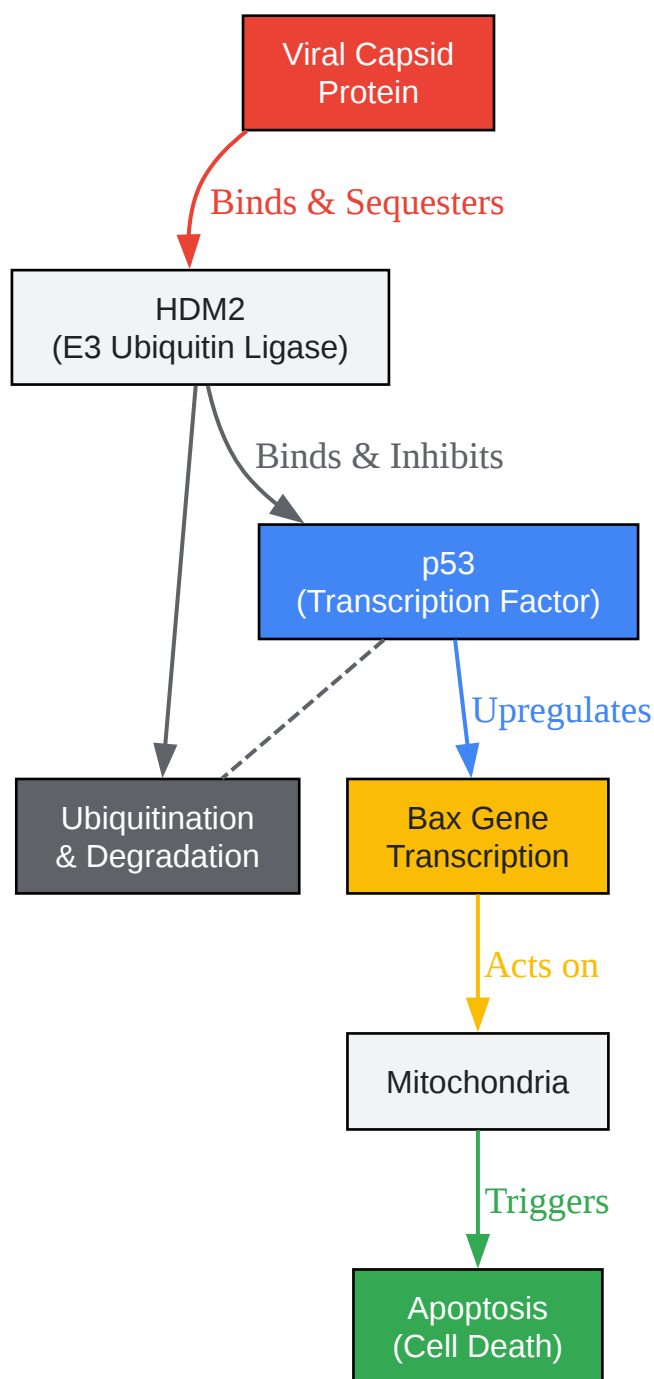 Viral Capsid
Protein
Binds & Sequesters
HDM2
(E3 Ubiquitin Ligase)
Binds & Inhibits
p53
(Transcription Factor)
Upregulates
Ubiquitination
& Degradation
Bax Gene
Transcription
Acts on
Mitochondria
Triggers
Apoptosis
(Cell Death)